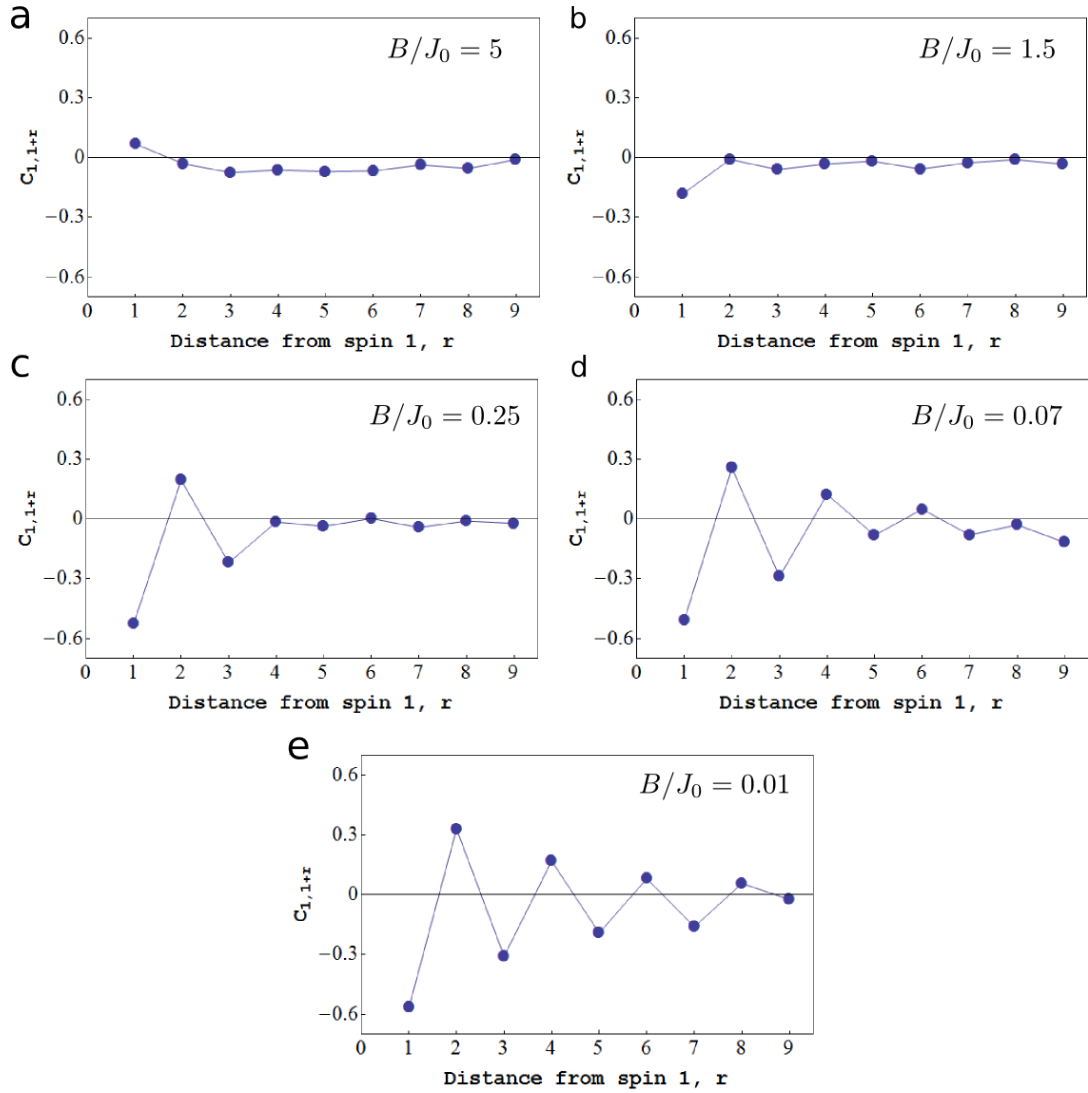 a
B/J₀ = 5
0.6
0.3
0
−0.3
−0.6
C₁,₁₊ᵣ
0 1 2 3 4 5 6 7 8 9
Distance from spin 1, r
b
B/J₀ = 1.5
0.6
0.3
0
−0.3
−0.6
C₁,₁₊ᵣ
0 1 2 3 4 5 6 7 8 9
Distance from spin 1, r
c
B/J₀ = 0.25
0.6
0.3
0
−0.3
−0.6
C₁,₁₊ᵣ
0 1 2 3 4 5 6 7 8 9
Distance from spin 1, r
d
B/J₀ = 0.07
0.6
0.3
0
−0.3
−0.6
C₁,₁₊ᵣ
0 1 2 3 4 5 6 7 8 9
Distance from spin 1, r
e
B/J₀ = 0.01
0.6
0.3
0
−0.3
−0.6
C₁,₁₊ᵣ
0 1 2 3 4 5 6 7 8 9
Distance from spin 1, r